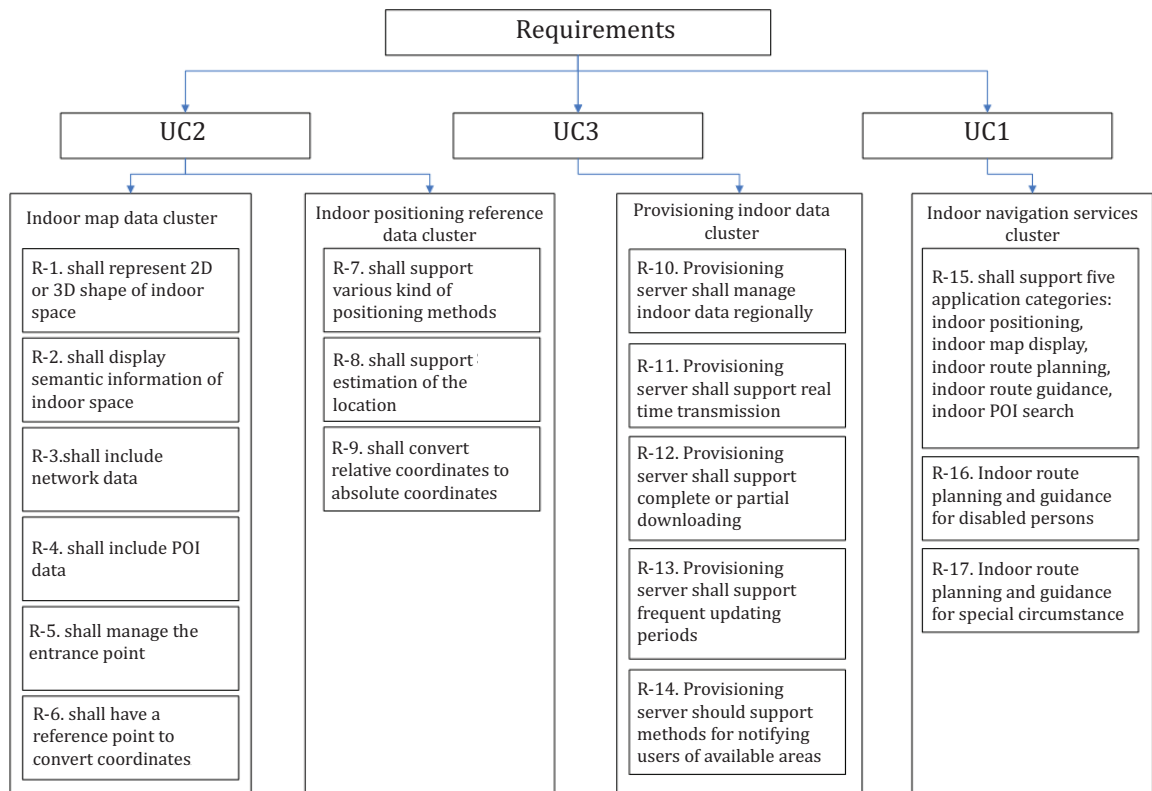 Requirements
UC2
UC3
UC1
Indoor map data cluster
R-1. shall represent 2D
or 3D shape of indoor
space
R-2. shall display
semantic information of
indoor space
R-3.shall include
network data
R-4. shall include POI
data
R-5. shall manage the
entrance point
R-6. shall have a
reference point to
convert coordinates
Indoor positioning reference
data cluster
R-7. shall support
various kind of
positioning methods
R-8. shall support
estimation of the
location
R-9. shall convert
relative coordinates to
absolute coordinates
Provisioning indoor data
cluster
R-10. Provisioning
server shall manage
indoor data regionally
R-11. Provisioning
server shall support real
time transmission
R-12. Provisioning
server shall support
complete or partial
downloading
R-13. Provisioning
server shall support
frequent updating
periods
R-14. Provisioning
server should support
methods for notifying
users of available areas
Indoor navigation services
cluster
R-15. shall support five
application categories:
indoor positioning,
indoor map display,
indoor route planning,
indoor route guidance,
indoor POI search
R-16. Indoor route
planning and guidance
for disabled persons
R-17. Indoor route
planning and guidance
for special circumstance